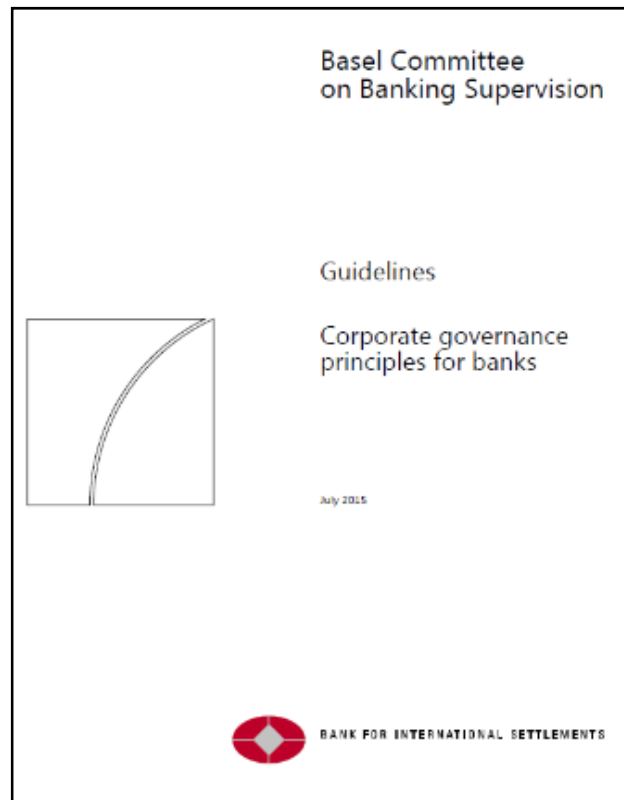 Basel Committee
on Banking Supervision
Guidelines
Corporate governance
principles for banks
July 2015
BANK FOR INTERNATIONAL SETTLEMENTS